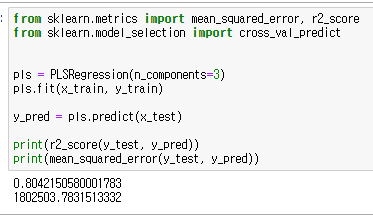 from sklearn.metrics import mean_squared_error, r2_score
from sklearn.model_selection import cross_val_predict
pls = PLSRegression(n_components=3)
pls.fit(x_train, y_train)
y_pred = pls.predict(x_test)
print(r2_score(y_test, y_pred))
print(mean_squared_error(y_test, y_pred))
0.8042150580001783
1802503.7831513332